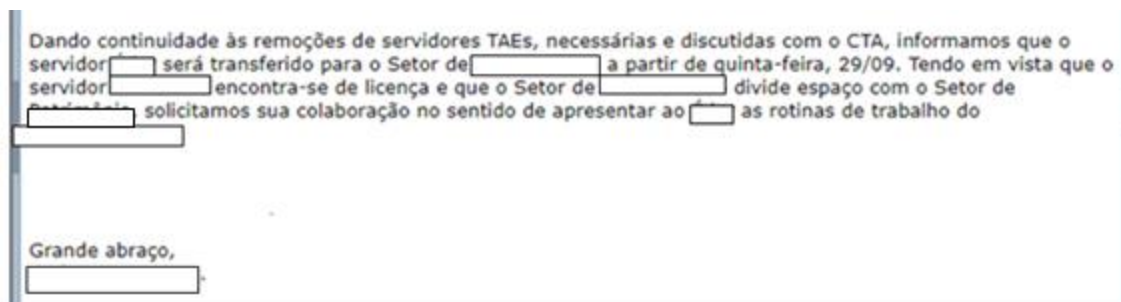 Dando continuidade às remoções de servidores TAEs, necessárias e discutidas com o CTA, informamos que o
servidor será transferido para o Setor de a partir de quinta-feira, 29/09. Tendo em vista que o
servidor encontra-se de licença e que o Setor de divide espaço com o Setor de
solicitamos sua colaboração no sentido de apresentar ao as rotinas de trabalho do
Grande abraço,